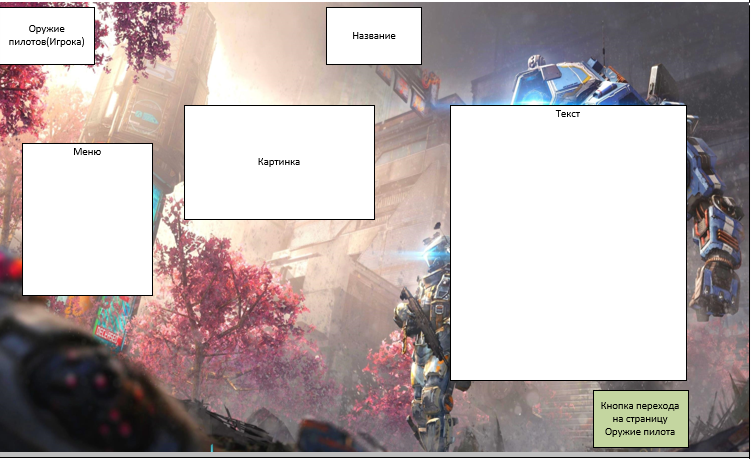 Оружие
пилотов(Игрока)
Название
Текст
Меню
Картинка
Кнопка перехода
на страницу
Оружие пилота